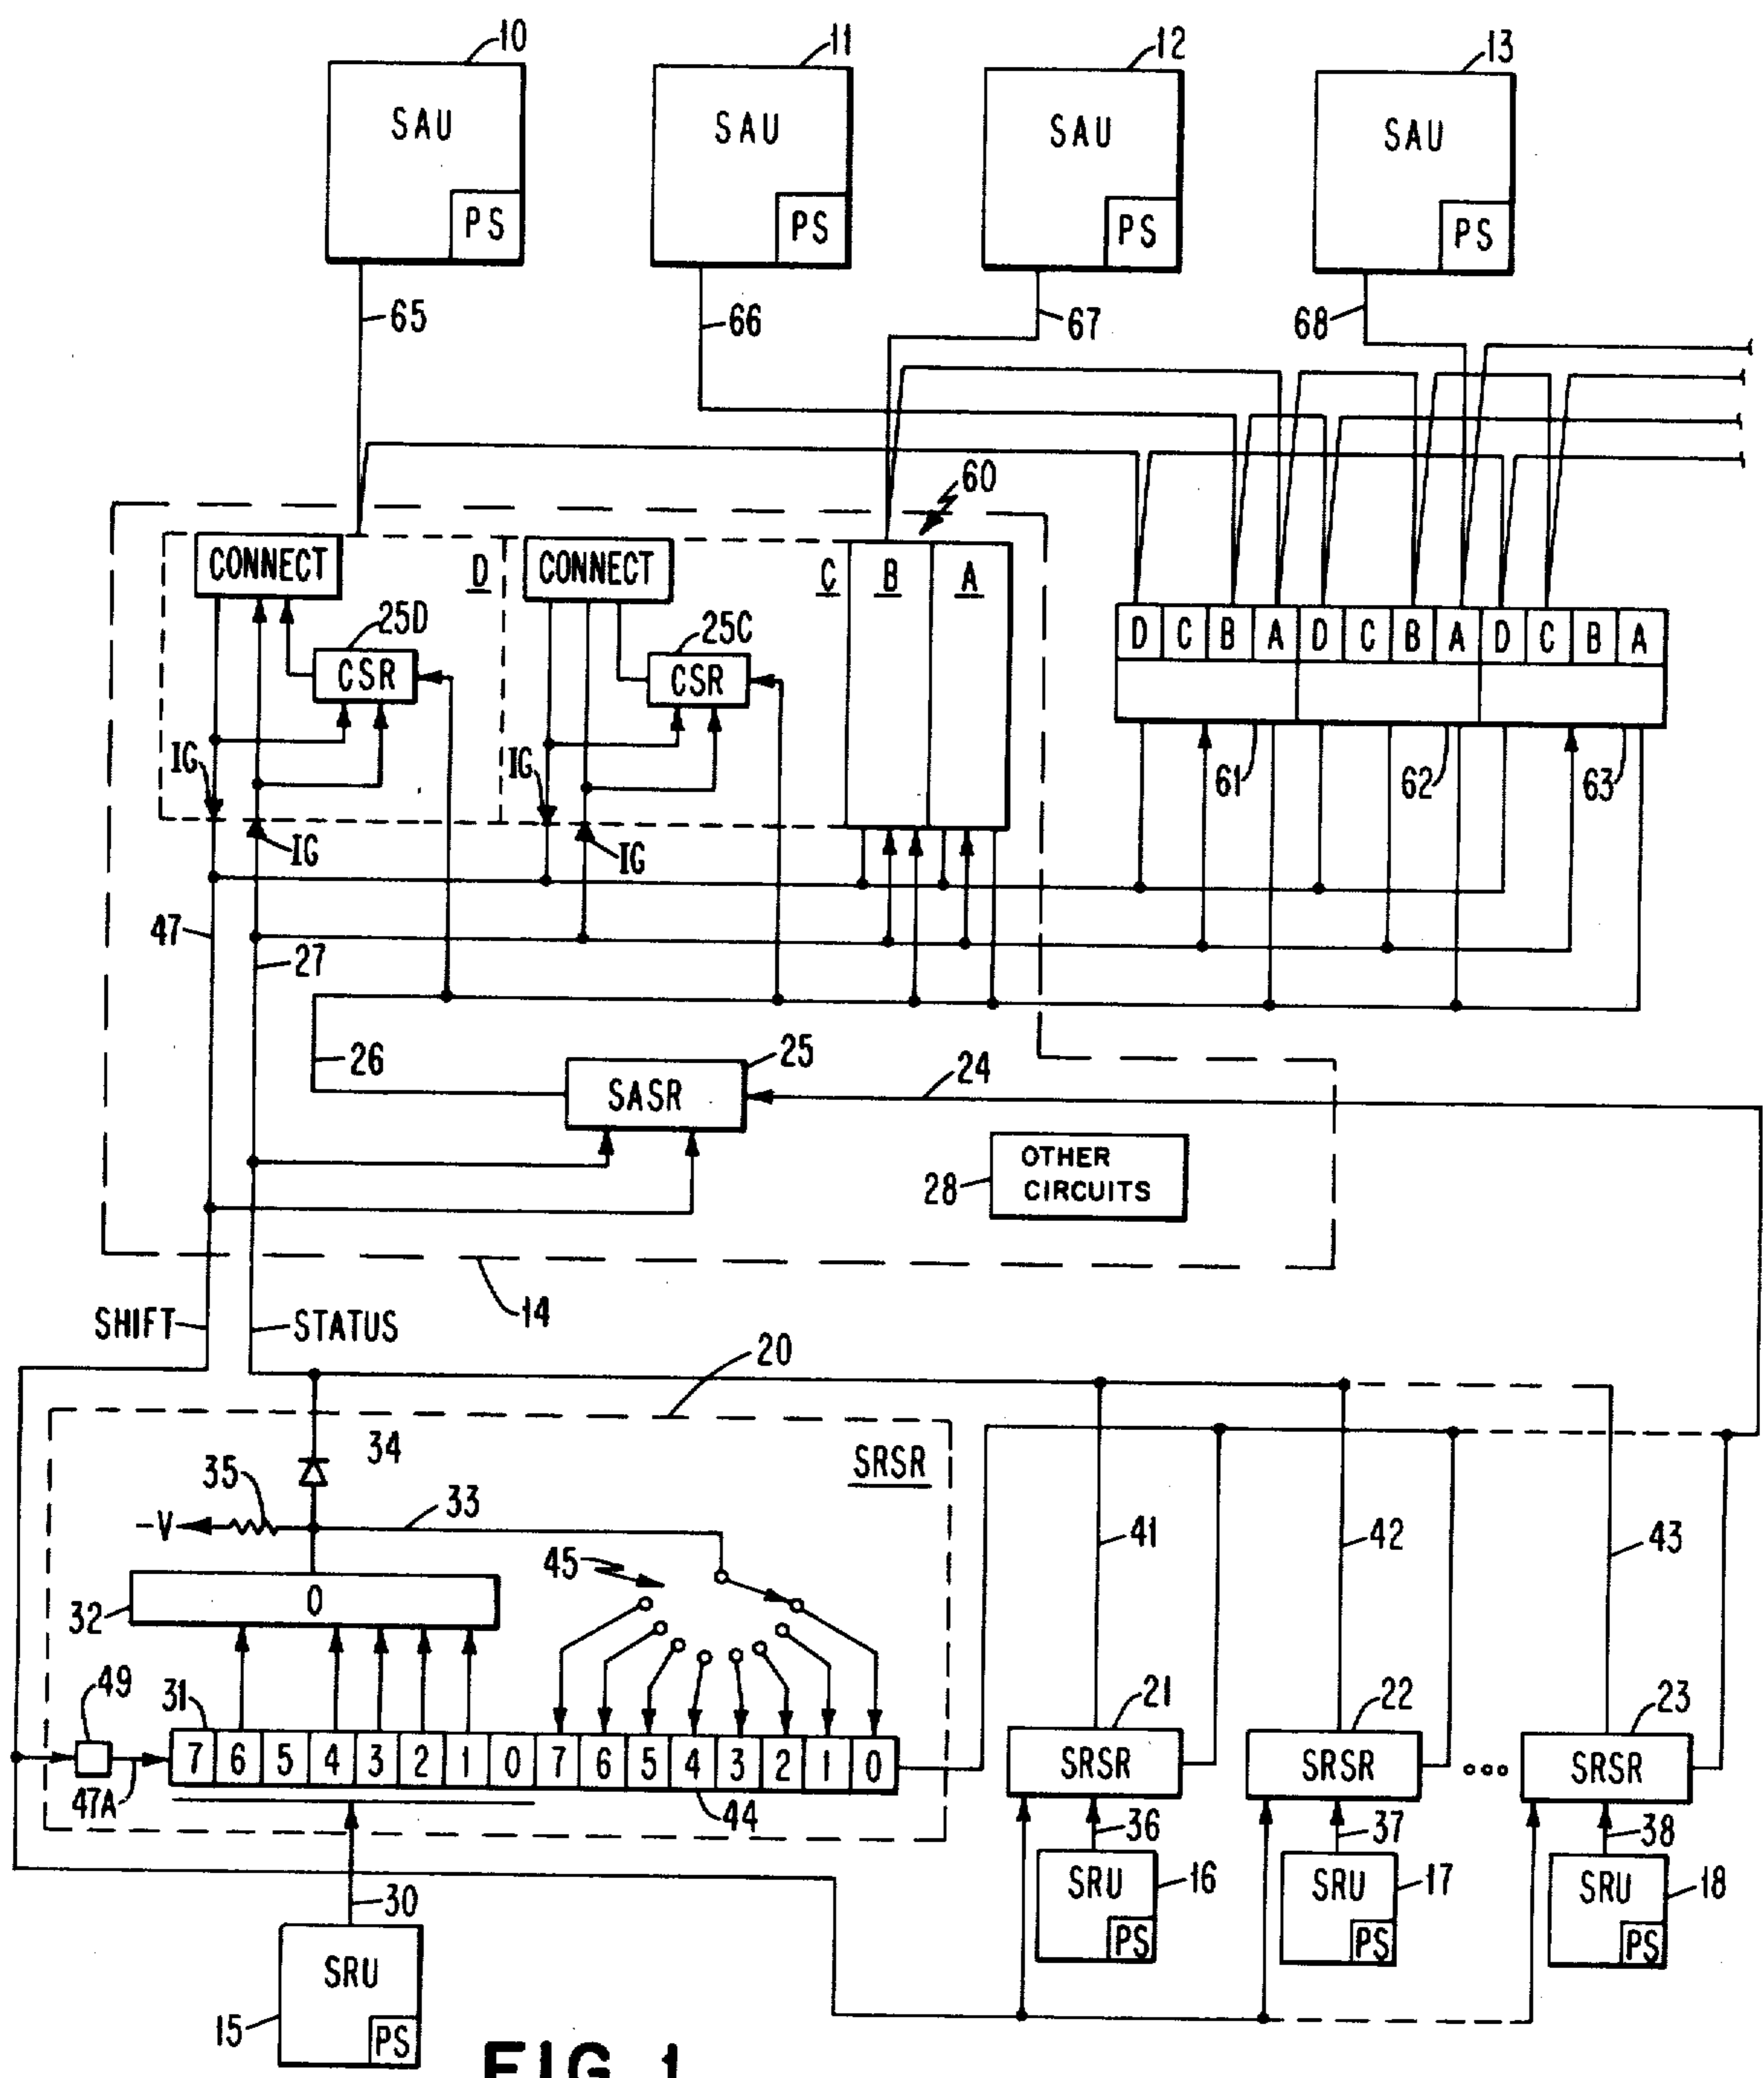 10
11
12
13
SAU
SAU
SAU
SAU
PS
PS
PS
PS
65
66
67
68
60
CONNECT
D
CONNECT
C
B
A
25D
CSR
25C
CSR
D C B A D C B A D C B A
IG
IG
IG
IG
61
62
63
47
27
26
25
SASR
24
28
OTHER
CIRCUITS
14
SHIFT
STATUS
20
34
SRSR
35
-V
33
45
41
42
43
32
0
49
31
7 6 5 4 3 2 1 0 7 6 5 4 3 2 1 0
47A
44
21
SRSR
22
SRSR
23
SRSR
36
37
38
30
SRU
16
SRU
17
SRU
18
PS
PS
PS
SRU
15
PS
FIG. 1